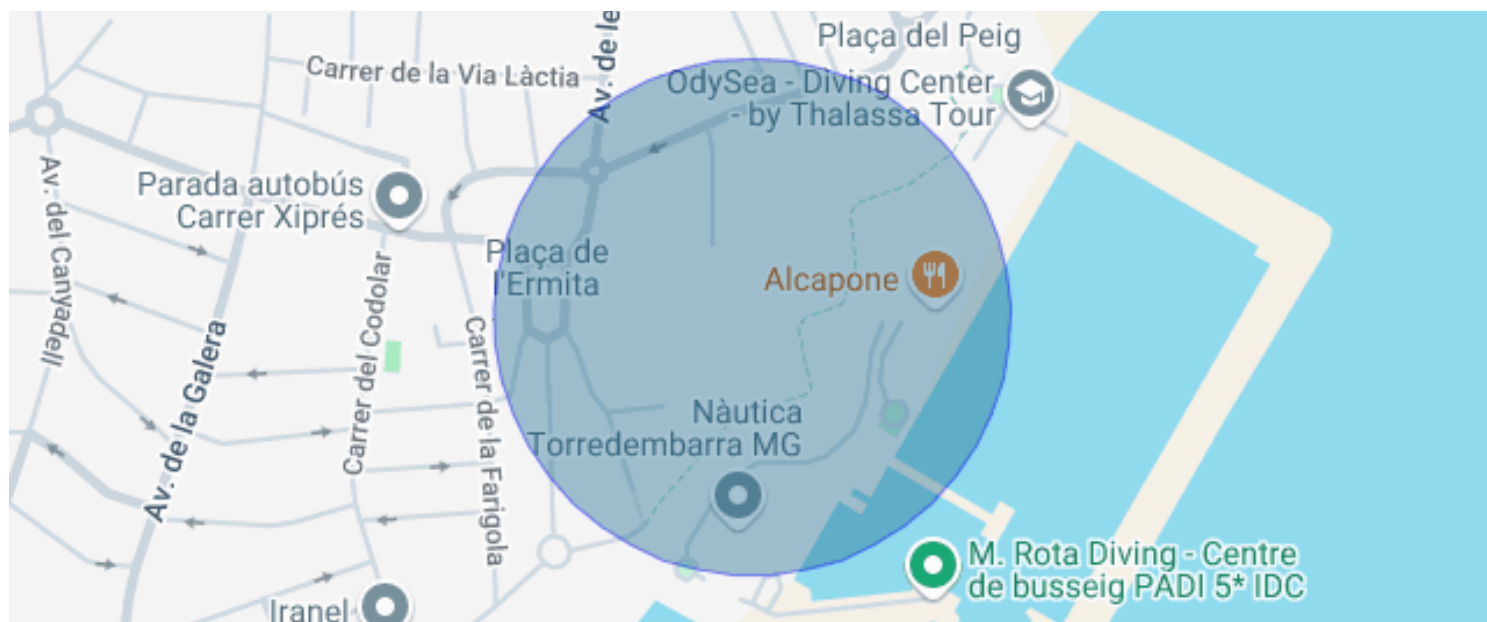 Av. de le
Plaça del Peig
Carrer de la Via Làctia
OdySea - Diving Center
- by Thalassa Tour
Av. del Canyadell
Parada autobús
Carrer Xiprés
Plaça de
l'Ermita
Alcapone
Carrer del Codolar
Av. de la Galera
Carrer de la Farigola
Nàutica
Torredembarra MG
M. Rota Diving - Centre
de busseig PADI 5* IDC
Iranel